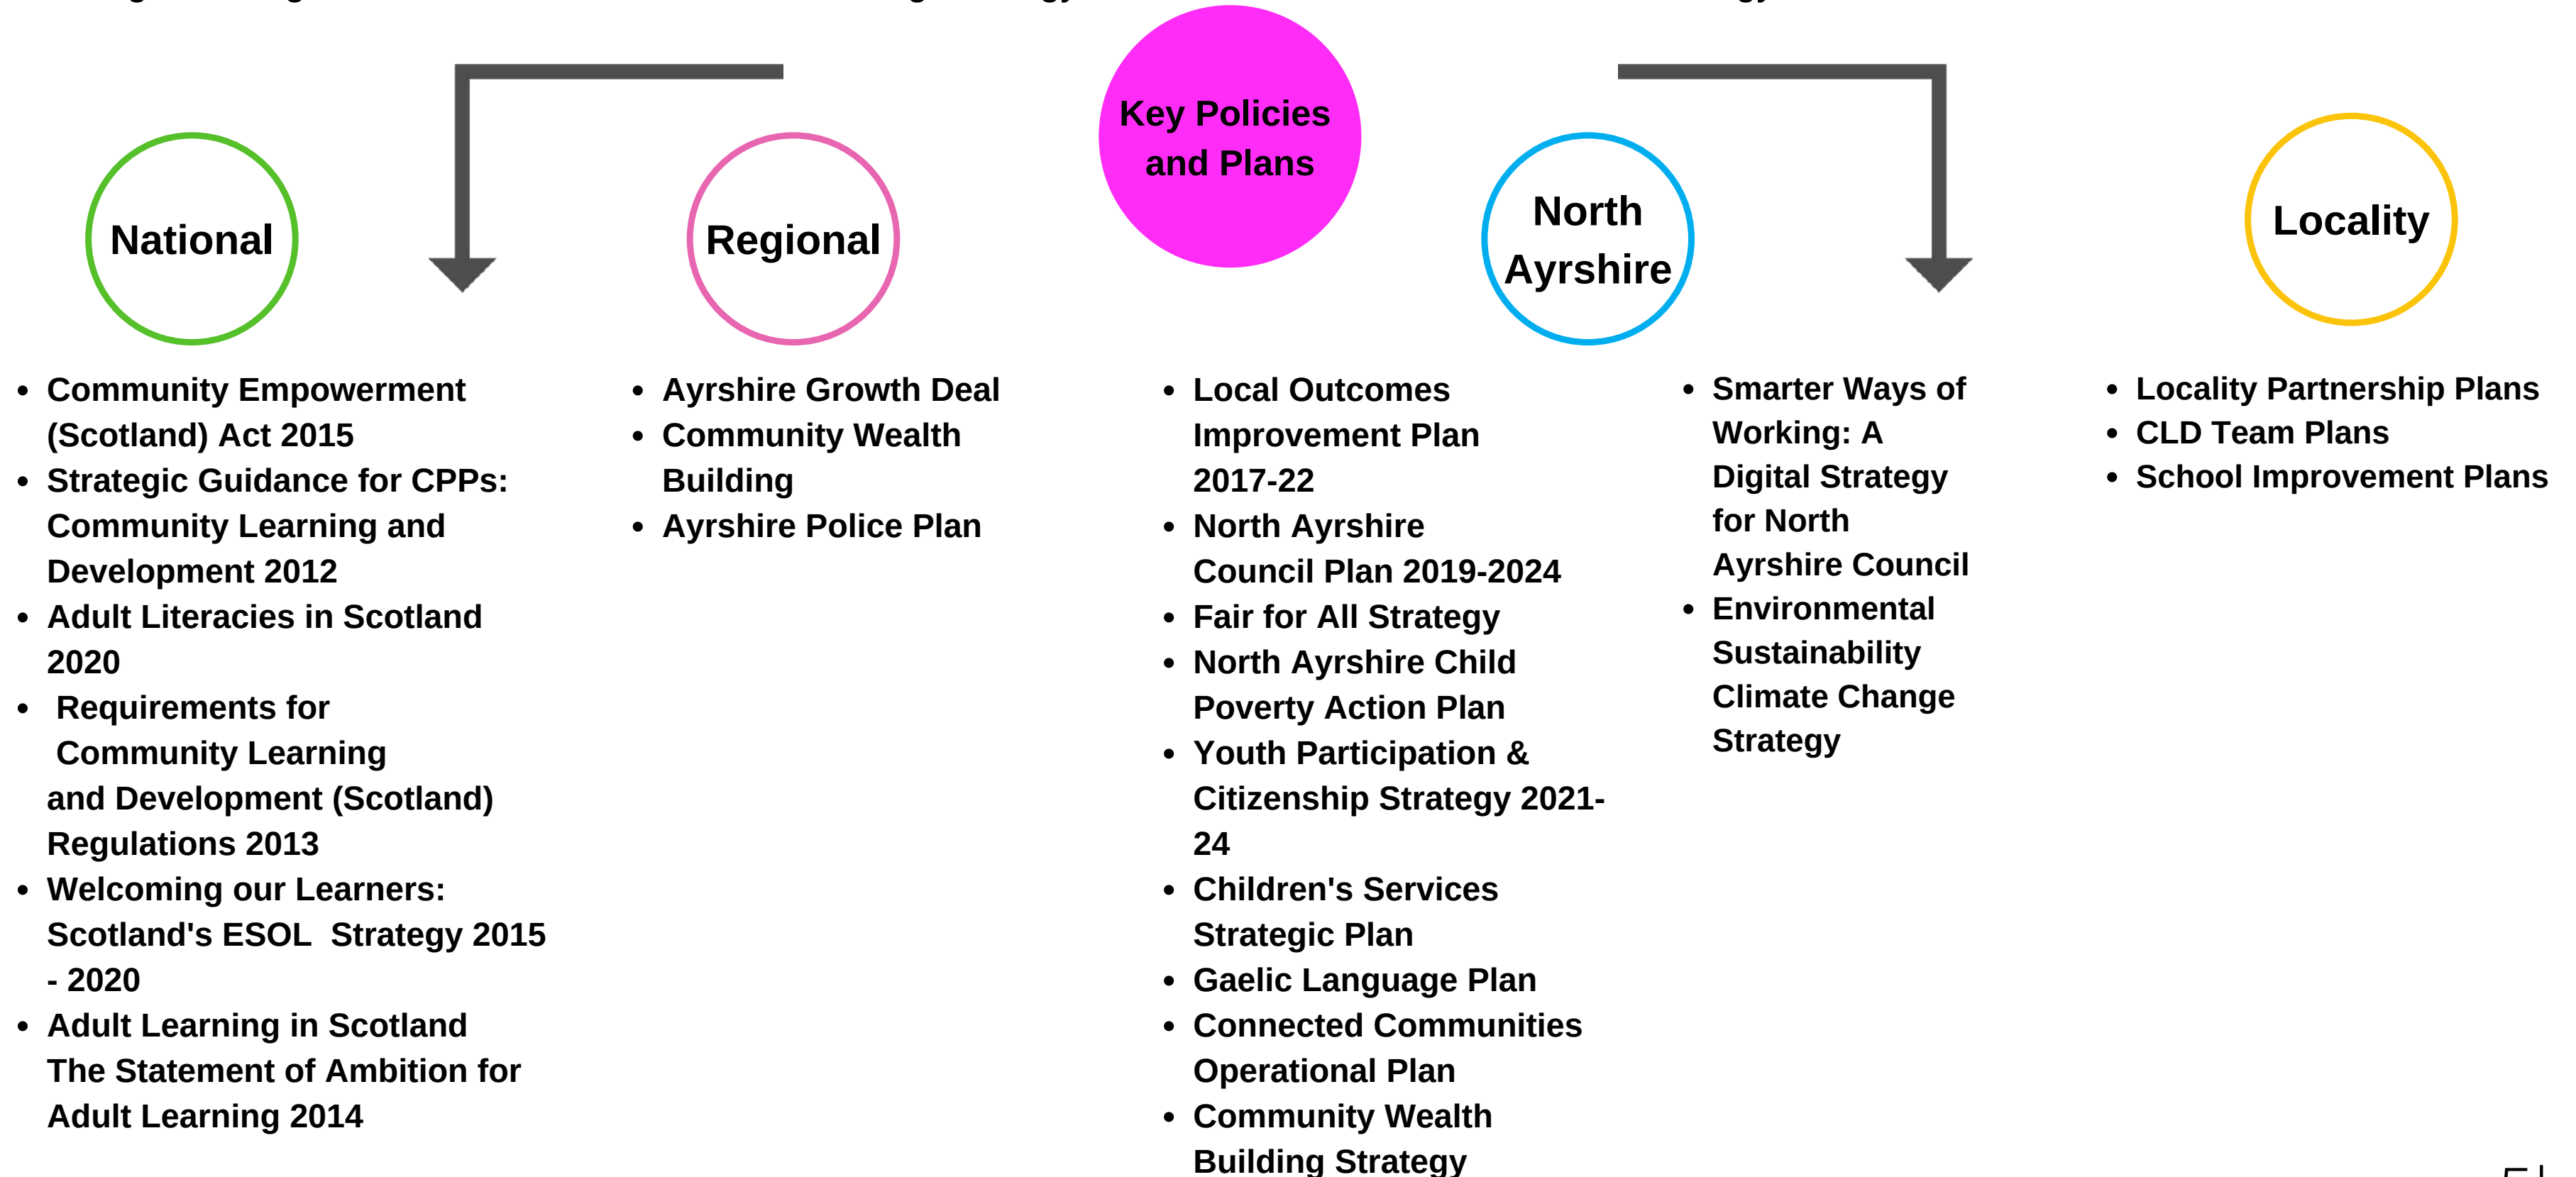 Key Policies
and Plans
National
Community Empowerment
(Scotland) Act 2015
Strategic Guidance for CPPs:
Community Learning and
Development 2012
Adult Literacies in Scotland
2020
Requirements for
Community Learning
and Development (Scotland)
Regulations 2013
Welcoming our Learners:
Scotland's ESOL  Strategy 2015
- 2020
Adult Learning in Scotland
The Statement of Ambition for
Adult Learning 2014
Regional
Ayrshire Growth Deal
Community Wealth
Building
Ayrshire Police Plan
North
Ayrshire
Local Outcomes
Improvement Plan
2017-22
North Ayrshire
Council Plan 2019-2024
Fair for All Strategy
North Ayrshire Child
Poverty Action Plan
Youth Participation &
Citizenship Strategy 2021-
24
Children's Services
Strategic Plan
Gaelic Language Plan
Connected Communities
Operational Plan
Community Wealth
Building Strategy
Smarter Ways of
Working: A
Digital Strategy
for North
Ayrshire Council
Environmental
Sustainability
Climate Change
Strategy
Locality
Locality Partnership Plans
CLD Team Plans
School Improvement Plans